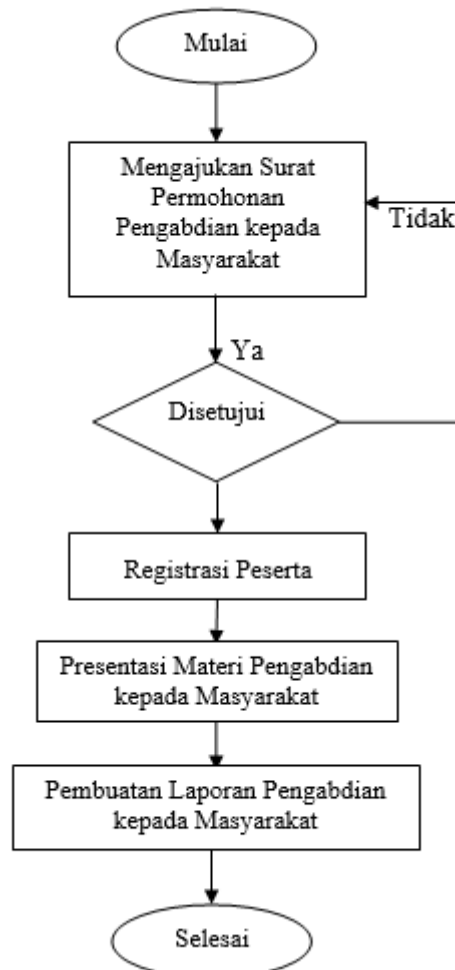 Mulai
Mengajukan Surat
Permohonan
Pengabdian kepada
Masyarakat
Tidak
Ya
Disetujui
Registrasi Peserta
Presentasi Materi Pengabdian
kepada Masyarakat
Pembuatan Laporan Pengabdian
kepada Masyarakat
Selesai